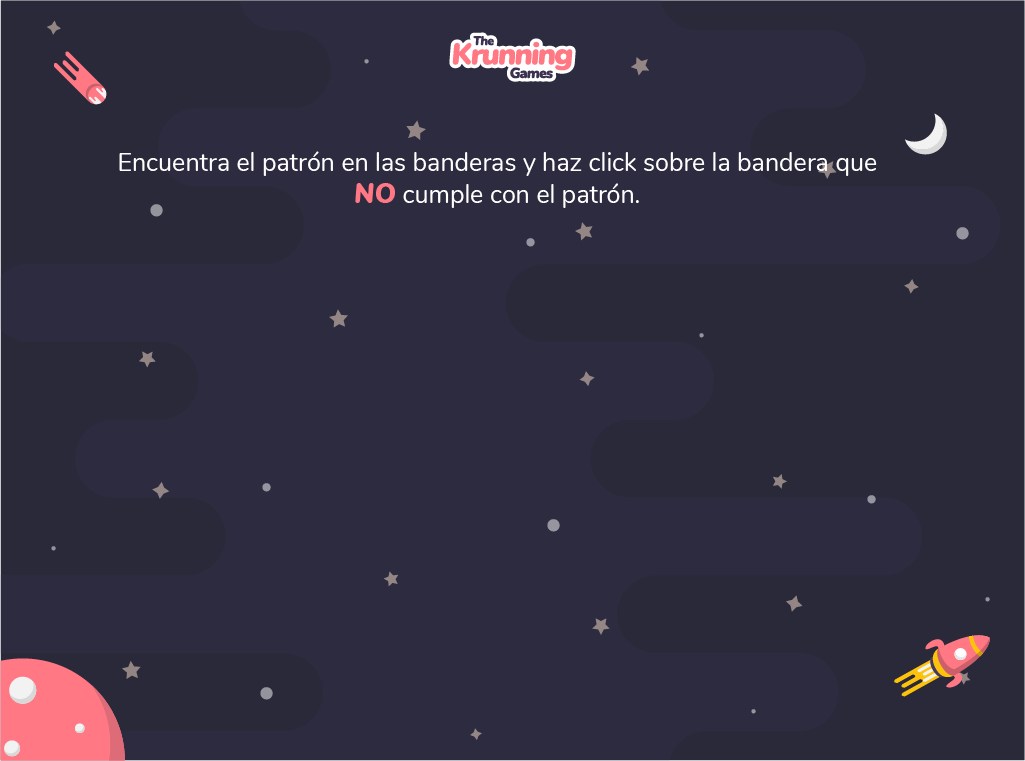 The
Krunning
Games
Encuentra el patrón en las banderas y haz click sobre la bandera que
NO cumple con el patrón.